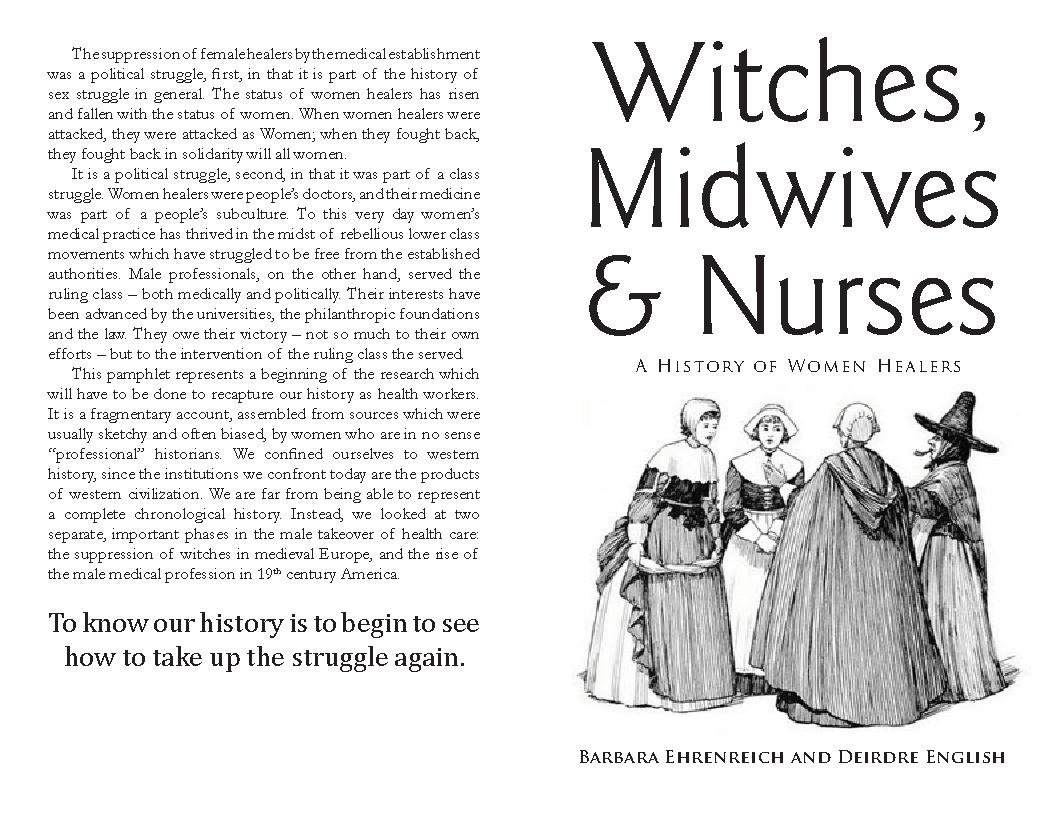 The suppression of female healers by the medical establishment
was a political struggle, first, in that it is part of the history of
sex struggle in general. The status of women healers has risen
and fallen with the status of women. When women healers were
attacked, they were attacked as Women; when they fought back,
they fought back in solidarity will all women.
It is a political struggle, second, in that it was part of a class
struggle. Women healers were people's doctors, and their medicine
was part of a people's subculture. To this very day women's
medical practice has thrived in the midst of rebellious lower class
movements which have struggled to be free from the established
authorities. Male professionals, on the other hand, served the
ruling class – both medically and politically. Their interests have
been advanced by the universities, the philanthropic foundations
and the law. They owe their victory – not so much to their own
efforts – but to the intervention of the ruling class the served.
This pamphlet represents a beginning of the research which
will have to be done to recapture our history as health workers.
It is a fragmentary account, assembled from sources which were
usually sketchy and often biased, by women who are in no sense
“professional” historians. We confined ourselves to western
history, since the institutions we confront today are the products
of western civilization. We are far from being able to represent
a complete chronological history. Instead, we looked at two
separate, important phases in the male takeover of health care:
the suppression of witches in medieval Europe, and the rise of
the male medical profession in 19th century America.
To know our history is to begin to see
how to take up the struggle again.
Witches,
Midwives
& Nurses
A History of Women Healers
Barbara Ehrenreich and Deirdre English